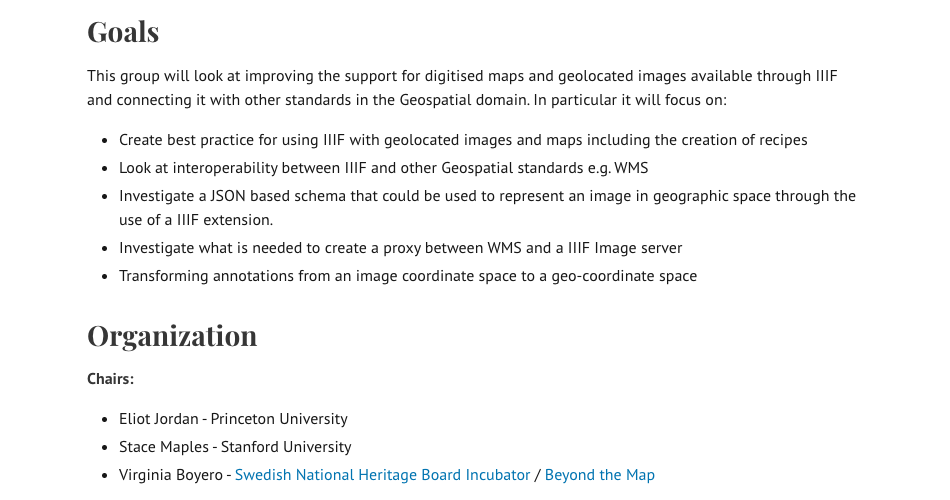 Goals
This group will look at improving the support for digitised maps and geolocated images available through IIIF
and connecting it with other standards in the Geospatial domain. In particular it will focus on:
• Create best practice for using IIIF with geolocated images and maps including the creation of recipes
• Look at interoperability between IIIF and other Geospatial standards e.g. WMS
• Investigate a JSON based schema that could be used to represent an image in geographic space through the
use of a IIIF extension.
• Investigate what is needed to create a proxy between WMS and a IIIF Image server
• Transforming annotations from an image coordinate space to a geo-coordinate space
Organization
Chairs:
• Eliot Jordan - Princeton University
• Stace Maples - Stanford University
• Virginia Boyero - Swedish National Heritage Board Incubator / Beyond the Map